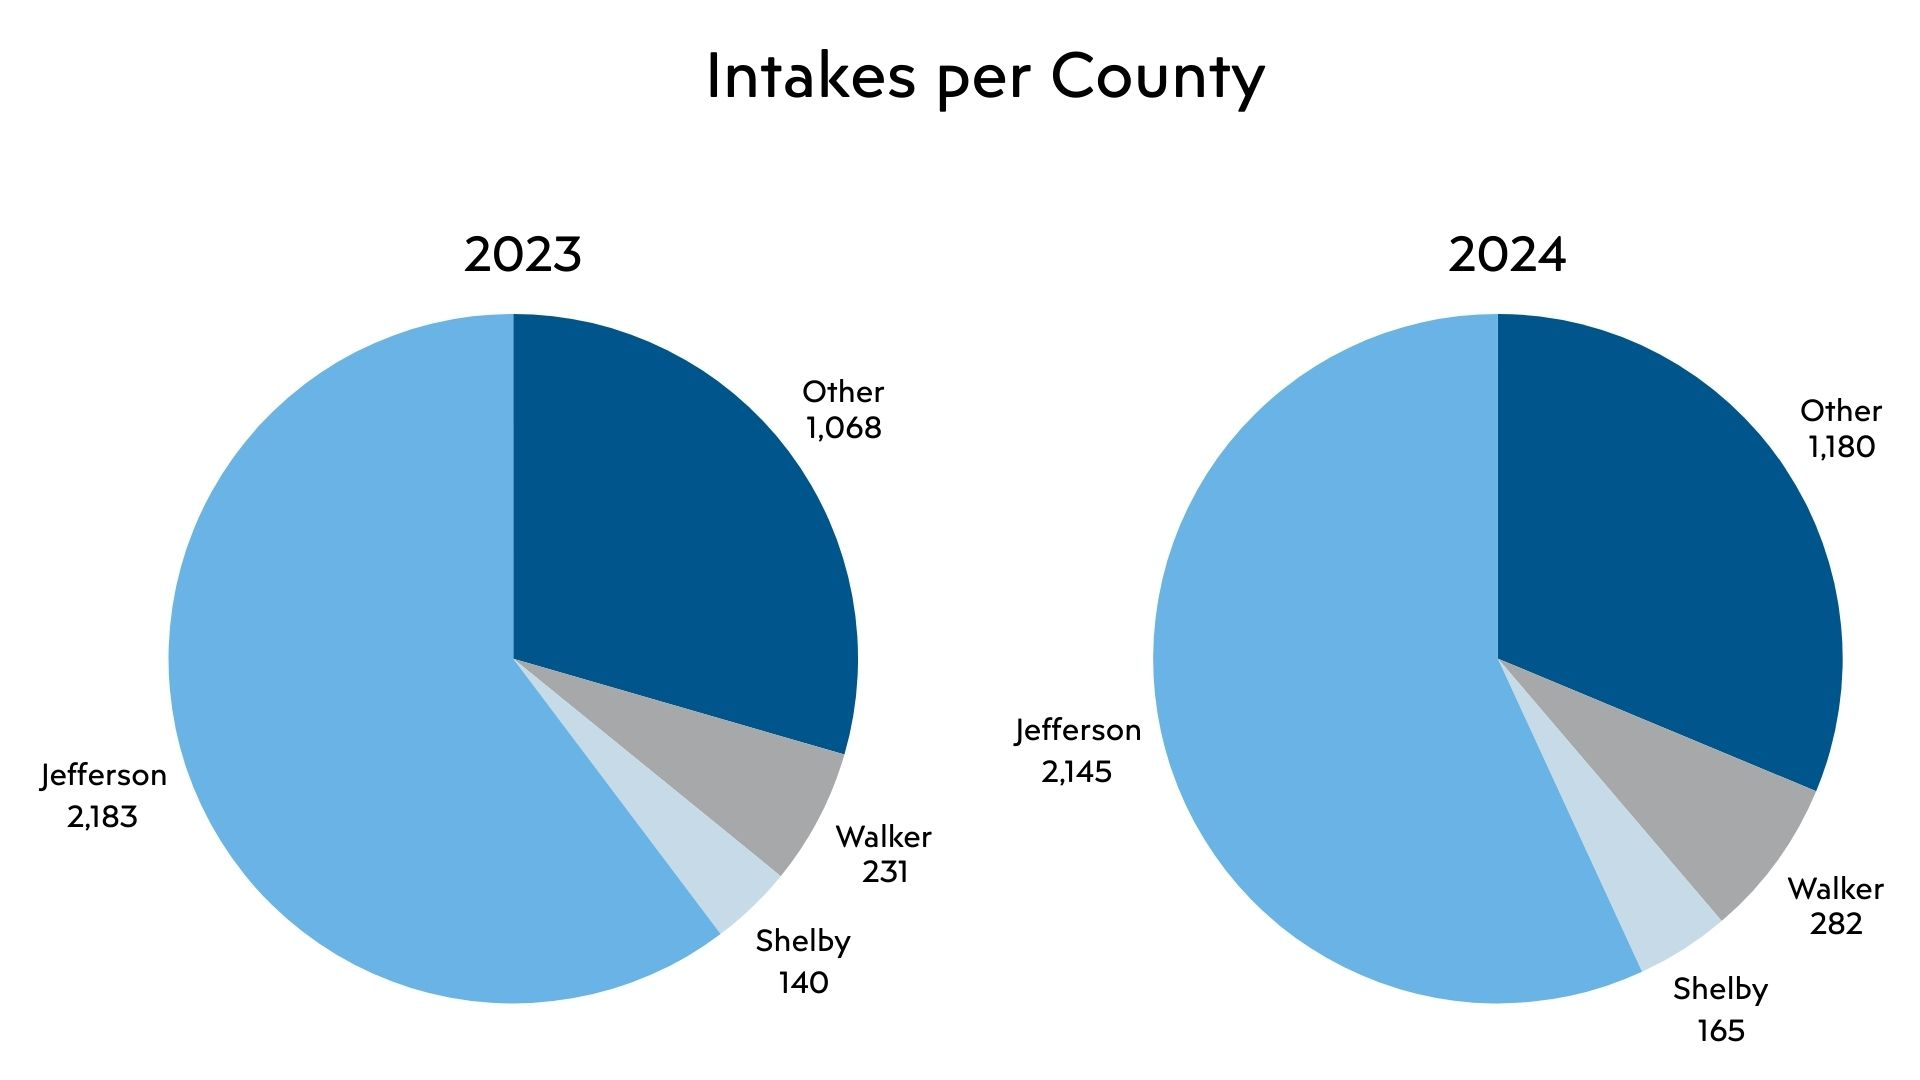 Intakes per County
2023
Other
1,068
Walker
231
Shelby
140
Jefferson
2,183
2024
Other
1,180
Walker
282
Shelby
165
Jefferson
2,145